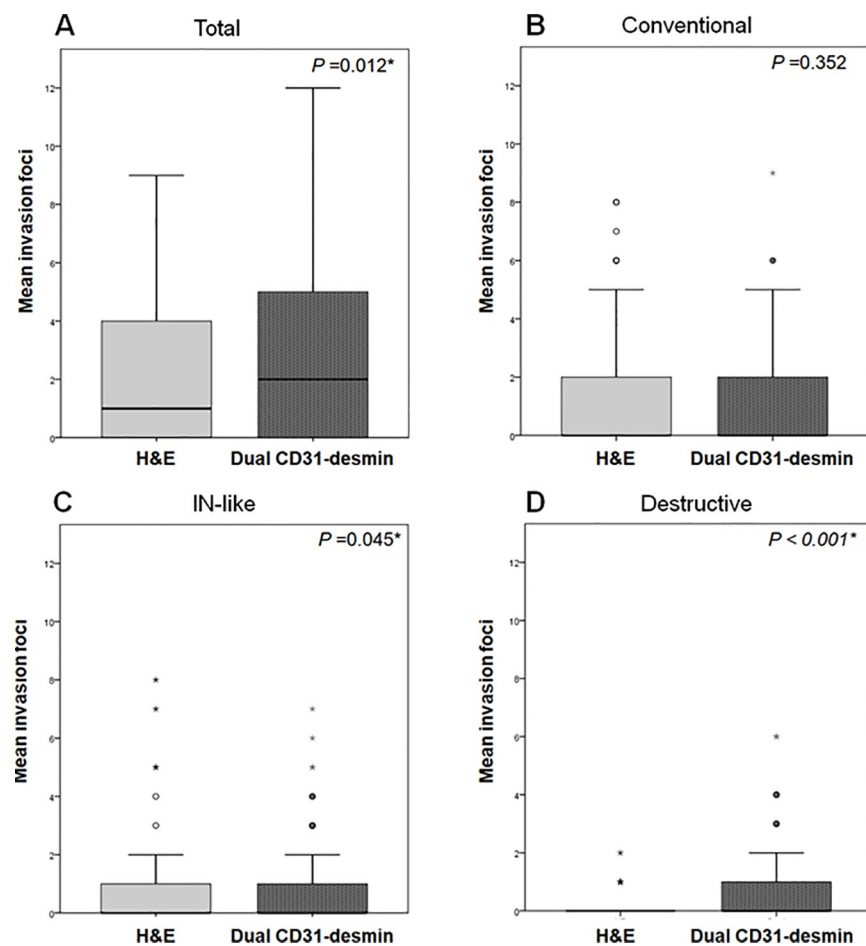 A Total
P =0.012*
Mean invasion foci
12
10
8
6
4
2
0
H&E Dual CD31-desmin
B Conventional
P =0.352
Mean invasion foci
12
10
8
6
4
2
0
H&E Dual CD31-desmin
C IN-like
P =0.045*
Mean invasion foci
12
10
8
6
4
2
0
H&E Dual CD31-desmin
D Destructive
P < 0.001*
Mean invasion foci
12
10
8
6
4
2
0
H&E Dual CD31-desmin